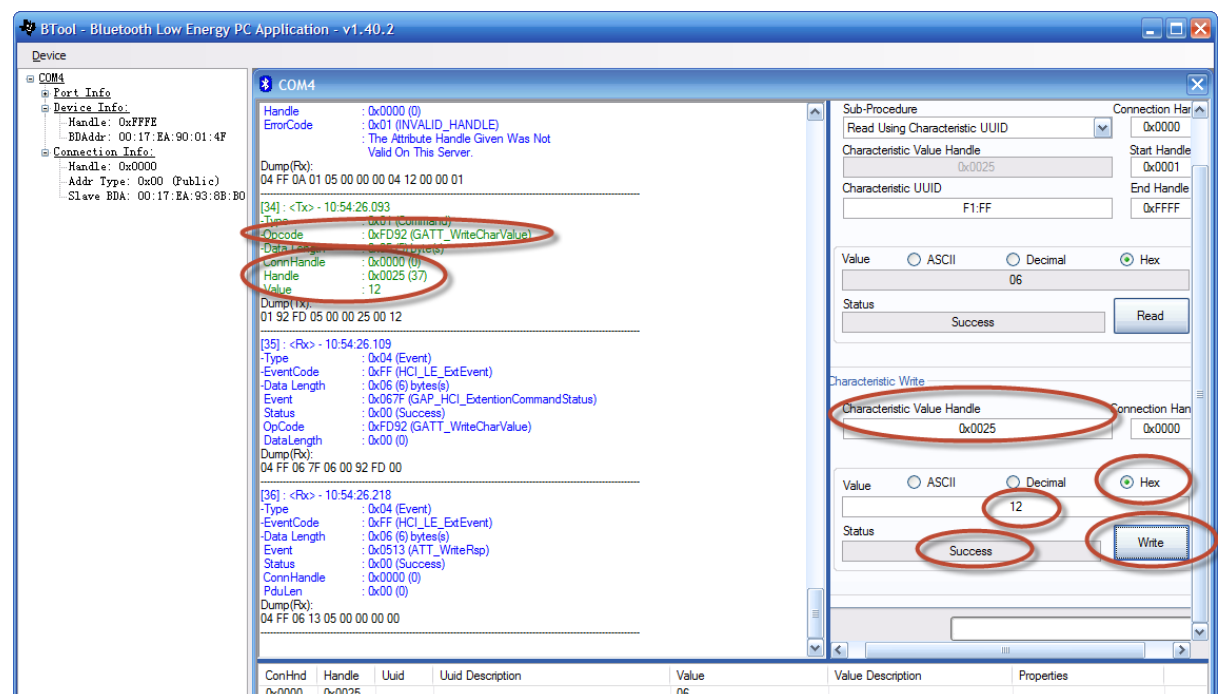 BTool - Bluetooth Low Energy PC Application - v1.40.2
Device
COM4
Port Info
Device Info:
Handle: 0xFFFE
BDAddr: 00:17:EA:90:01:4F
Connection Info:
Handle: 0x0000
Addr Type: 0x00 (Public)
Slave BDA: 00:17:EA:93:8B:B0
COM4
Handle : 0x0000 (0)
ErrorCode : 0x01 (INVALID_HANDLE)
: The Attribute Handle Given Was Not
Valid On This Server.
Dump(Rx):
04 FF 0A 01 05 00 00 00 04 12 00 00 01
[34] : <Tx> - 10:54:26.093
-Type : 0x01 (Command)
-Opcode : 0xFD92 (GATT_WriteCharValue)
-Data Length : 0x05 (5) byte(s)
ConnHandle : 0x0000 (0)
Handle : 0x0025 (37)
Value : 12
Dump(Tx):
01 92 FD 05 00 00 25 00 12
[35] : <Rx> - 10:54:26.109
-Type : 0x04 (Event)
-EventCode : 0xFF (HCI_LE_ExtEvent)
-Data Length : 0x06 (6) bytes(s)
Event : 0x067F (GAP_HCI_ExtentionCommandStatus)
Status : 0x00 (Success)
OpCode : 0xFD92 (GATT_WriteCharValue)
DataLength : 0x00 (0)
Dump(Rx):
04 FF 06 7F 06 00 92 FD 00
[36] : <Rx> - 10:54:26.218
-Type : 0x04 (Event)
-EventCode : 0xFF (HCI_LE_ExtEvent)
-Data Length : 0x06 (6) bytes(s)
Event : 0x0513 (ATT_WriteRsp)
Status : 0x00 (Success)
ConnHandle : 0x0000 (0)
PduLen : 0x00 (0)
Dump(Rx):
04 FF 06 13 05 00 00 00 00
Sub-Procedure Connection Han
Read Using Characteristic UUID 0x0000
Characteristic Value Handle Start Handle
0x0025 0x0001
Characteristic UUID End Handle
F1:FF 0xFFFF
Value ASCII Decimal Hex
06
Status
Success Read
Characteristic Write
Characteristic Value Handle Connection Han
0x0025 0x0000
Value ASCII Decimal Hex
12
Status
Success Write
ConHnd Handle Uuid Uuid Description Value Value Description Properties
0x0000 0x0025 06